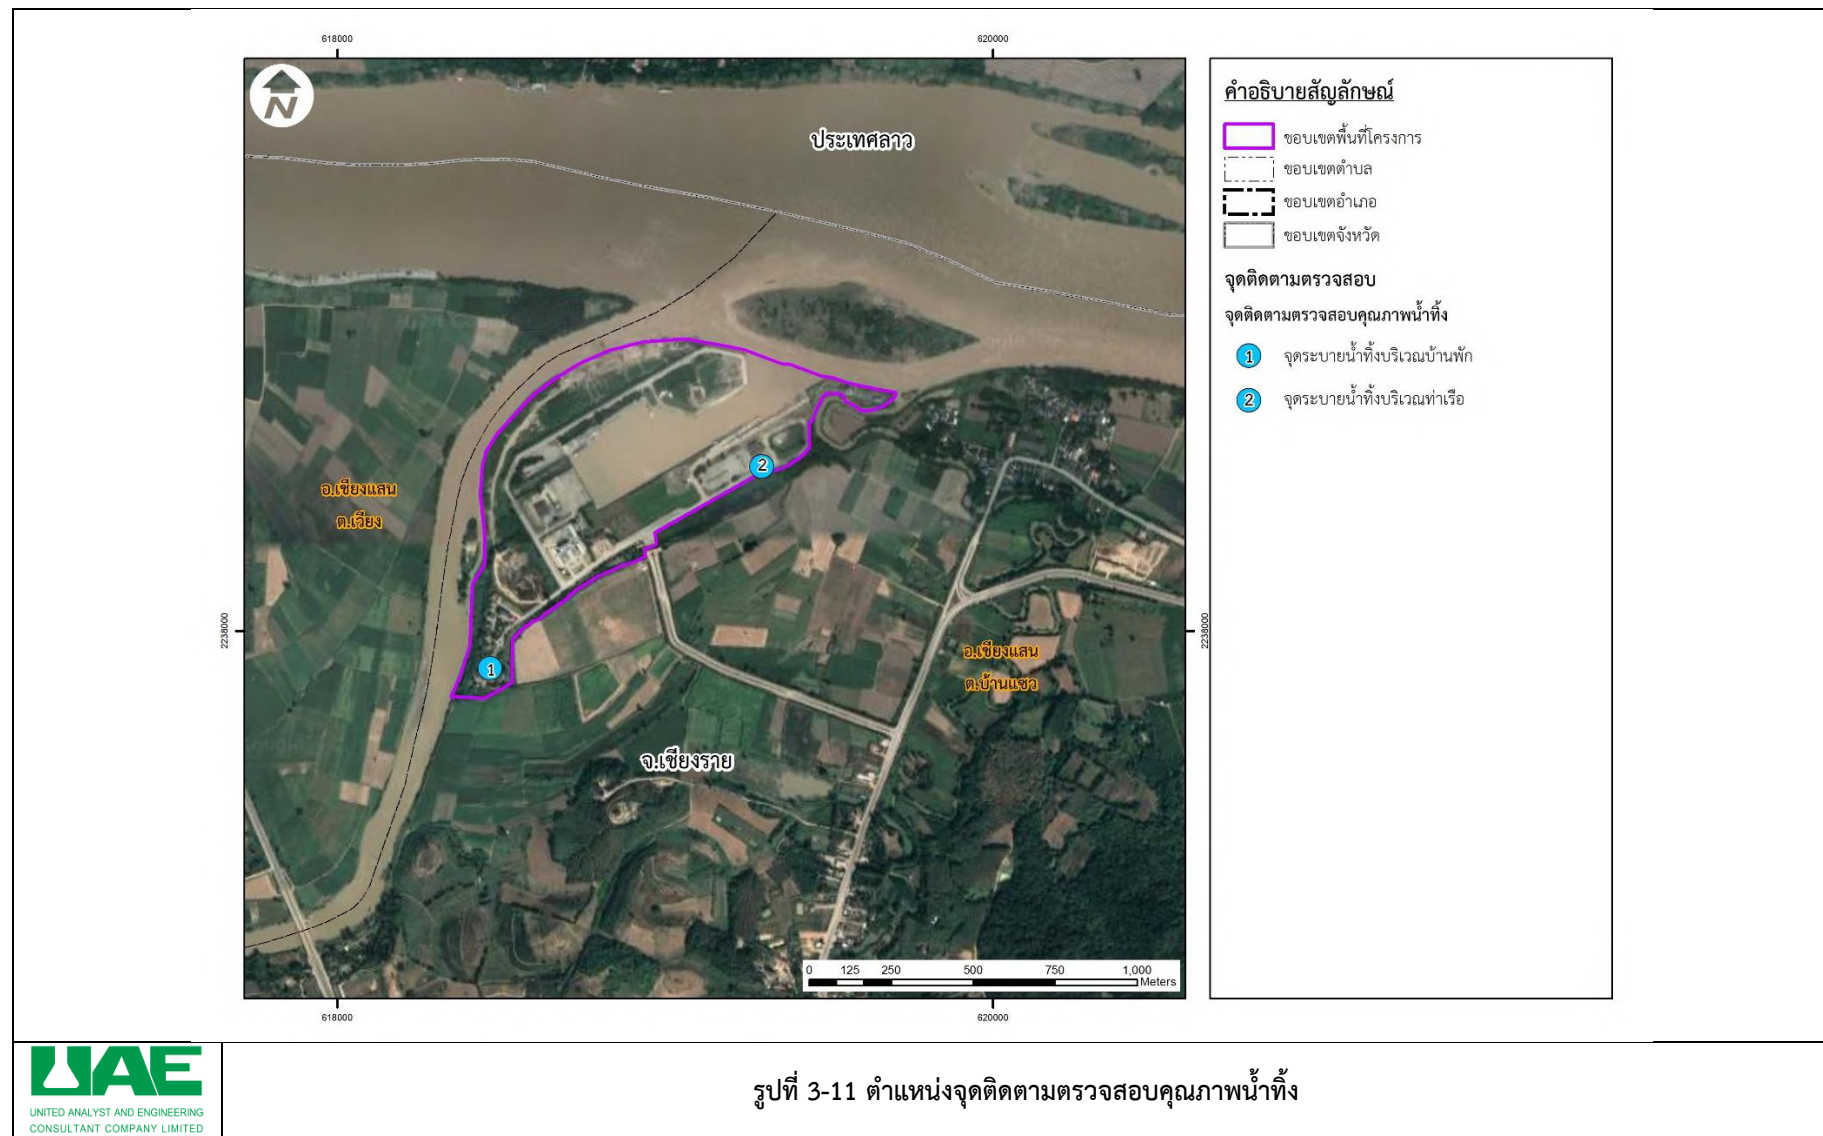 618000
620000
N
ประเทศลาว
อ.เชียงแสน
ต.เวียง
2238000
2238000
อ.เชียงแสน
ต.บ้านแซว
จ.เชียงราย
1
2
0 125 250 500 750 1,000
Meters
618000
620000
คำอธิบายสัญลักษณ์
ขอบเขตพื้นที่โครงการ
ขอบเขตตำบล
ขอบเขตอำเภอ
ขอบเขตจังหวัด
จุดติดตามตรวจสอบ
จุดติดตามตรวจสอบคุณภาพน้ำทิ้ง
1 จุดระบายน้ำทิ้งบริเวณบ้านพัก
2 จุดระบายน้ำทิ้งบริเวณท่าเรือ
UAE
UNITED ANALYST AND ENGINEERING
CONSULTANT COMPANY LIMITED
รูปที่ 3-11 ตำแหน่งจุดติดตามตรวจสอบคุณภาพน้ำทิ้ง